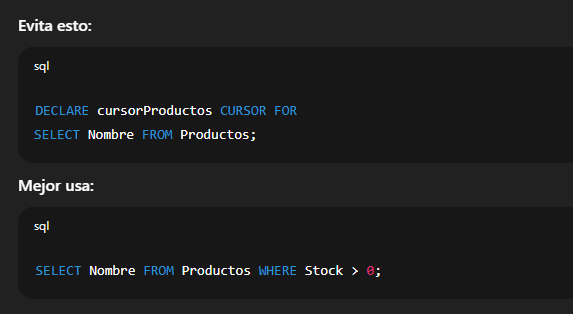 Evita esto:
sql
DECLARE cursorProductos CURSOR FOR
SELECT Nombre FROM Productos;
Mejor usa:
sql
SELECT Nombre FROM Productos WHERE Stock > 0;